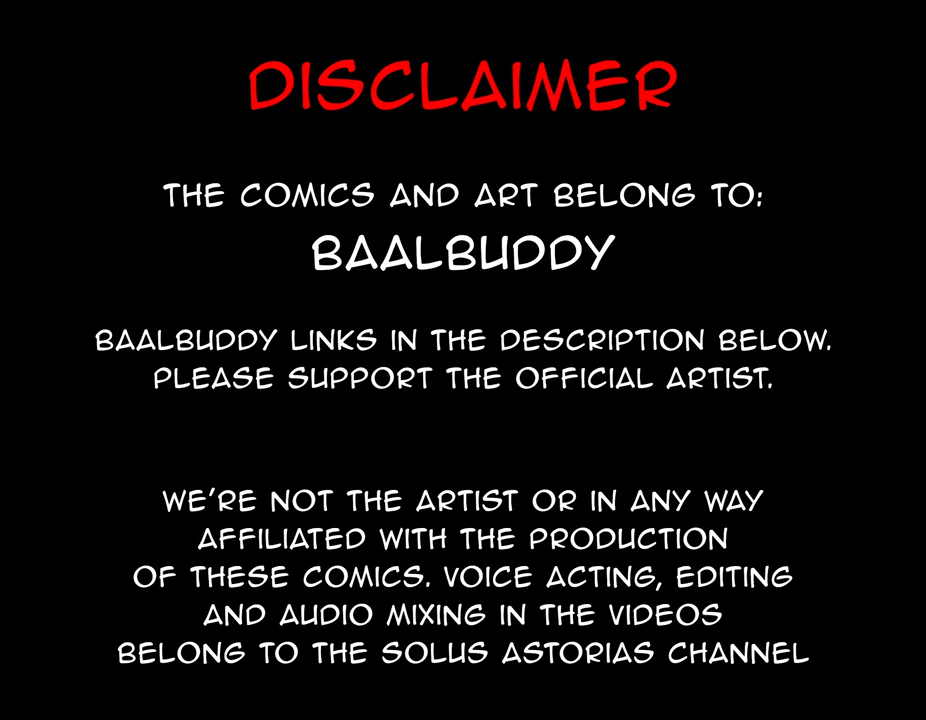 DISCLAIMER
THE COMICS AND ART BELONG TO:
BAALBUDDY
BAALBUDDY LINKS IN THE DESCRIPTION BELOW.
PLEASE SUPPORT THE OFFICIAL ARTIST.
WE'RE NOT THE ARTIST OR IN ANY WAY
AFFILIATED WITH THE PRODUCTION
OF THESE COMICS. VOICE ACTING, EDITING
AND AUDIO MIXING IN THE VIDEOS
BELONG TO THE SOLUS ASTORIAS CHANNEL